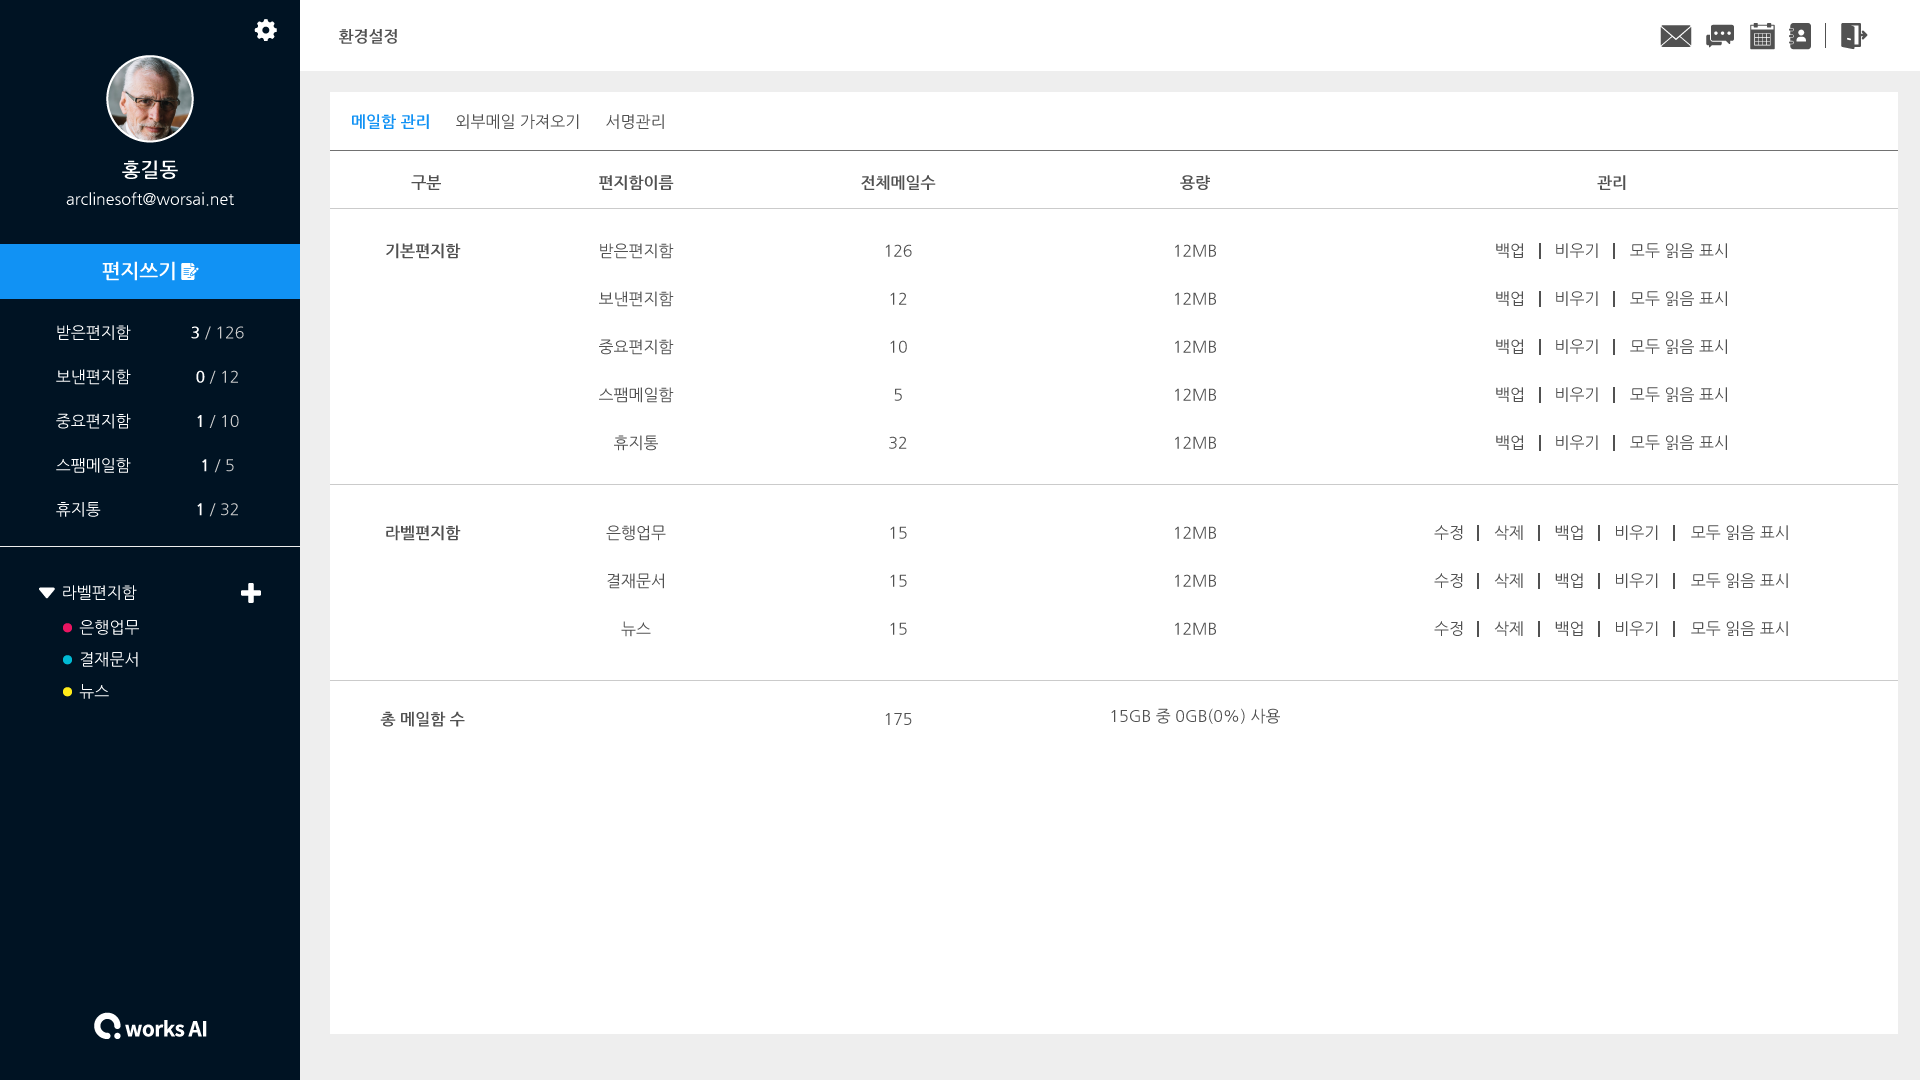 홍길동
arclinesoft@worsai.net
편지쓰기
받은편지함 3 / 126
보낸편지함 0 / 12
중요편지함 1 / 10
스팸메일함 1 / 5
휴지통 1 / 32
라벨편지함
은행업무
결재문서
뉴스
works AI
환경설정
메일함 관리 외부메일 가져오기 서명관리
구분 편지함이름 전체메일수 용량 관리
기본편지함 받은편지함 126 12MB 백업 | 비우기 | 모두 읽음 표시
보낸편지함 12 12MB 백업 | 비우기 | 모두 읽음 표시
중요편지함 10 12MB 백업 | 비우기 | 모두 읽음 표시
스팸메일함 5 12MB 백업 | 비우기 | 모두 읽음 표시
휴지통 32 12MB 백업 | 비우기 | 모두 읽음 표시
라벨편지함 은행업무 15 12MB 수정 | 삭제 | 백업 | 비우기 | 모두 읽음 표시
결재문서 15 12MB 수정 | 삭제 | 백업 | 비우기 | 모두 읽음 표시
뉴스 15 12MB 수정 | 삭제 | 백업 | 비우기 | 모두 읽음 표시
총 메일함 수 175 15GB 중 0GB(0%) 사용